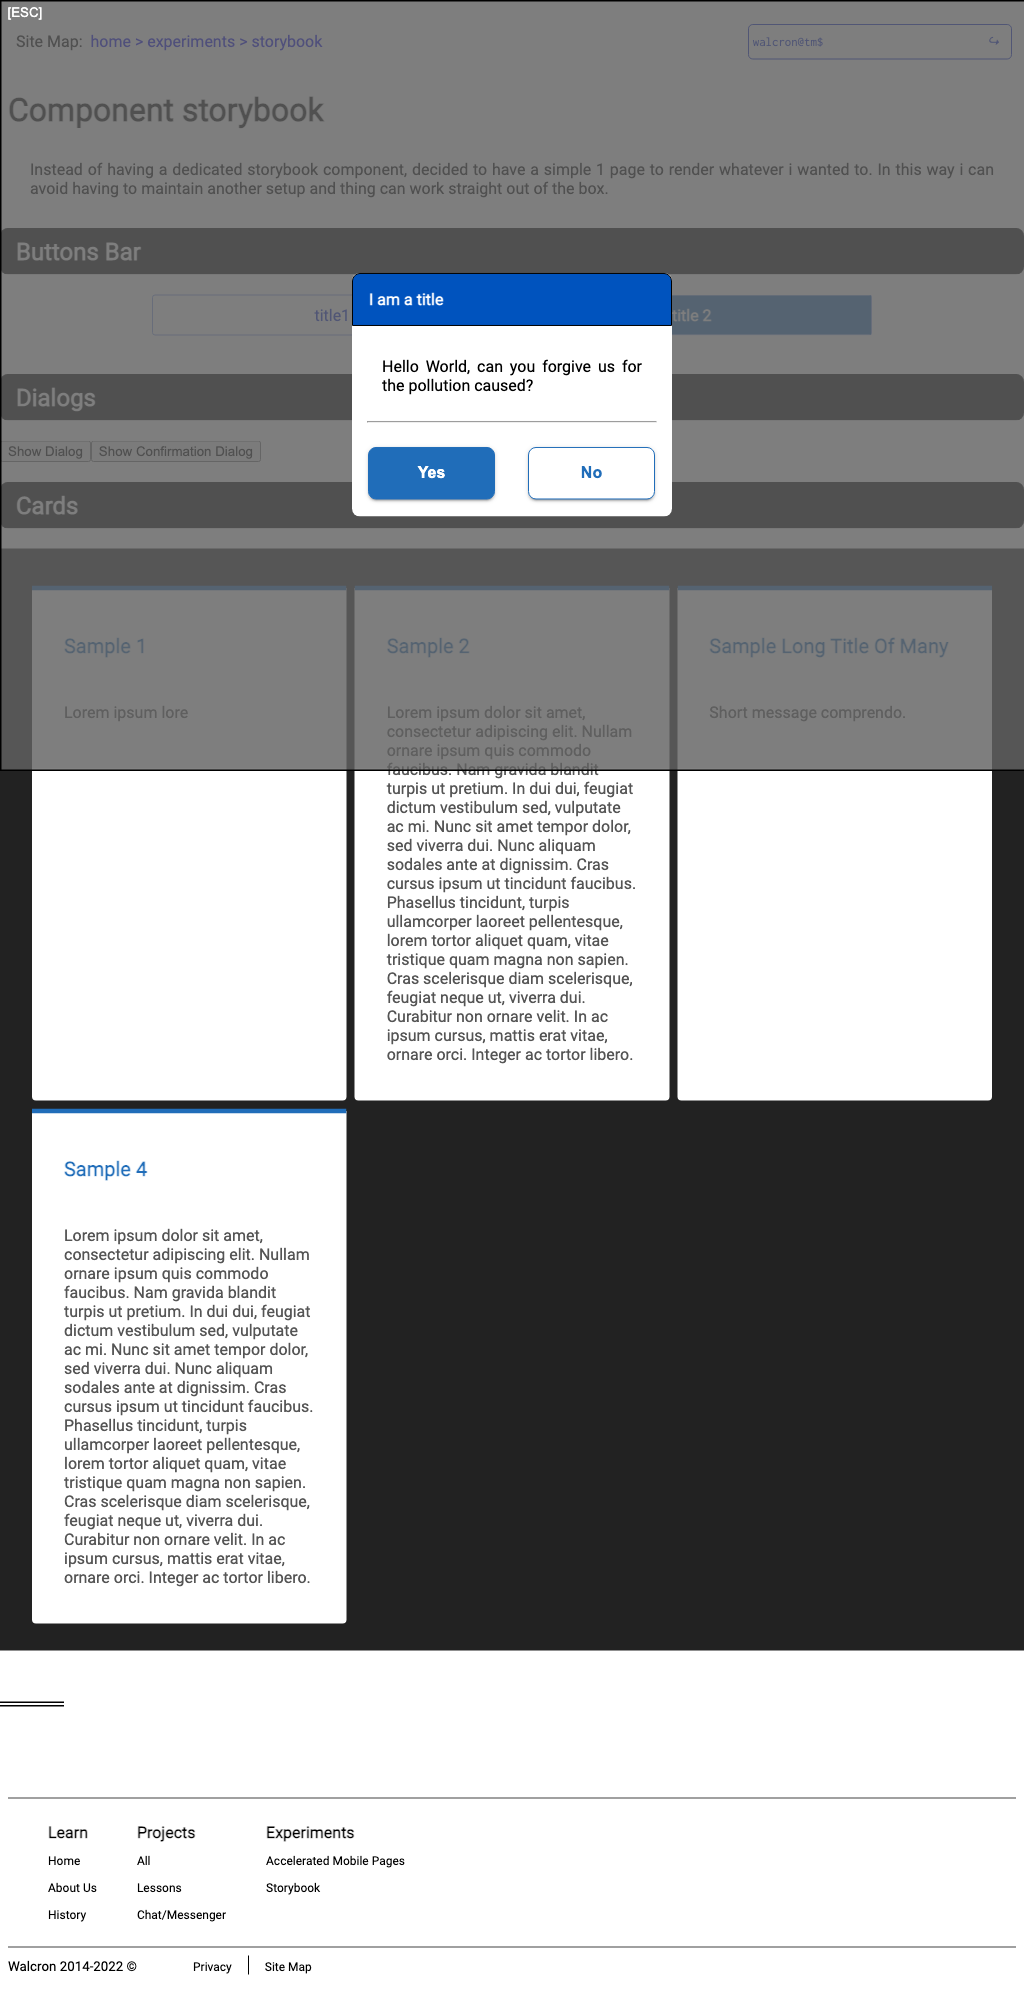 [ESC]
Site Map: home > experiments > storybook
walcron@tm$
Component storybook
Instead of having a dedicated storybook component, decided to have a simple 1 page to render whatever i wanted to. In this way i can
avoid having to maintain another setup and thing can work straight out of the box.
Buttons Bar
title1
title 2
I am a title
Hello World, can you forgive us for
the pollution caused?
Yes
No
Dialogs
Show Dialog
Show Confirmation Dialog
Cards
Sample 1
Lorem ipsum lore
Sample 2
Lorem ipsum dolor sit amet,
consectetur adipiscing elit. Nullam
ornare ipsum quis commodo
faucibus. Nam gravida blandit
turpis ut pretium. In dui dui, feugiat
dictum vestibulum sed, vulputate
ac mi. Nunc sit amet tempor dolor,
sed viverra dui. Nunc aliquam
sodales ante at dignissim. Cras
cursus ipsum ut tincidunt faucibus.
Phasellus tincidunt, turpis
ullamcorper laoreet pellentesque,
lorem tortor aliquet quam, vitae
tristique quam magna non sapien.
Cras scelerisque diam scelerisque,
feugiat neque ut, viverra dui.
Curabitur non ornare velit. In ac
ipsum cursus, mattis erat vitae,
ornare orci. Integer ac tortor libero.
Sample Long Title Of Many
Short message comprendo.
Sample 4
Lorem ipsum dolor sit amet,
consectetur adipiscing elit. Nullam
ornare ipsum quis commodo
faucibus. Nam gravida blandit
turpis ut pretium. In dui dui, feugiat
dictum vestibulum sed, vulputate
ac mi. Nunc sit amet tempor dolor,
sed viverra dui. Nunc aliquam
sodales ante at dignissim. Cras
cursus ipsum ut tincidunt faucibus.
Phasellus tincidunt, turpis
ullamcorper laoreet pellentesque,
lorem tortor aliquet quam, vitae
tristique quam magna non sapien.
Cras scelerisque diam scelerisque,
feugiat neque ut, viverra dui.
Curabitur non ornare velit. In ac
ipsum cursus, mattis erat vitae,
ornare orci. Integer ac tortor libero.
Learn
Home
About Us
History
Projects
All
Lessons
Chat/Messenger
Experiments
Accelerated Mobile Pages
Storybook
Walcron 2014-2022 ©
Privacy
Site Map